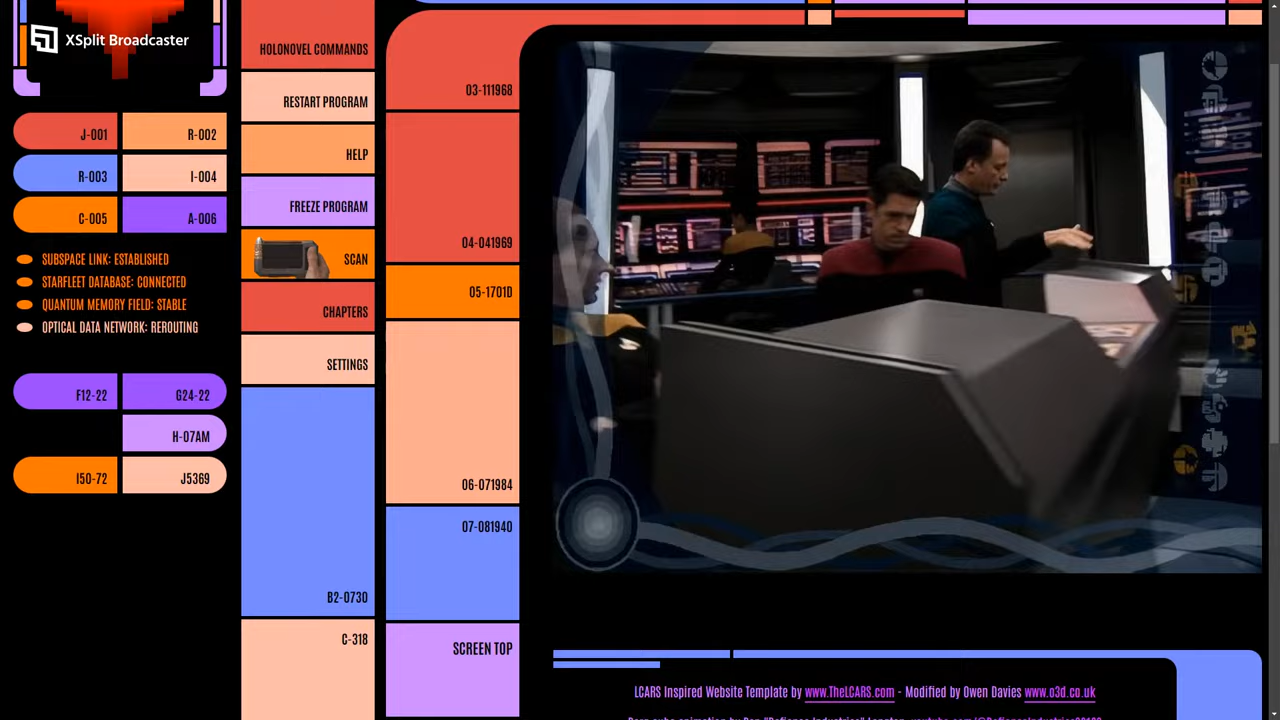 XSplit Broadcaster
J-001
R-002
R-003
I-004
C-005
A-006
SUBSPACE LINK: ESTABLISHED
STARFLEET DATABASE: CONNECTED
QUANTUM MEMORY FIELD: STABLE
OPTICAL DATA NETWORK: REROUTING
F12-22
G24-22
H-07AM
I50-72
J5369
HOLONOVEL COMMANDS
RESTART PROGRAM
HELP
FREEZE PROGRAM
SCAN
CHAPTERS
SETTINGS
B2-0730
C-318
03-111968
04-041969
05-1701D
06-071984
07-081940
SCREEN TOP
LCARS Inspired Website Template by www.TheLCARS.com - Modified by Owen Davies www.o3d.co.uk